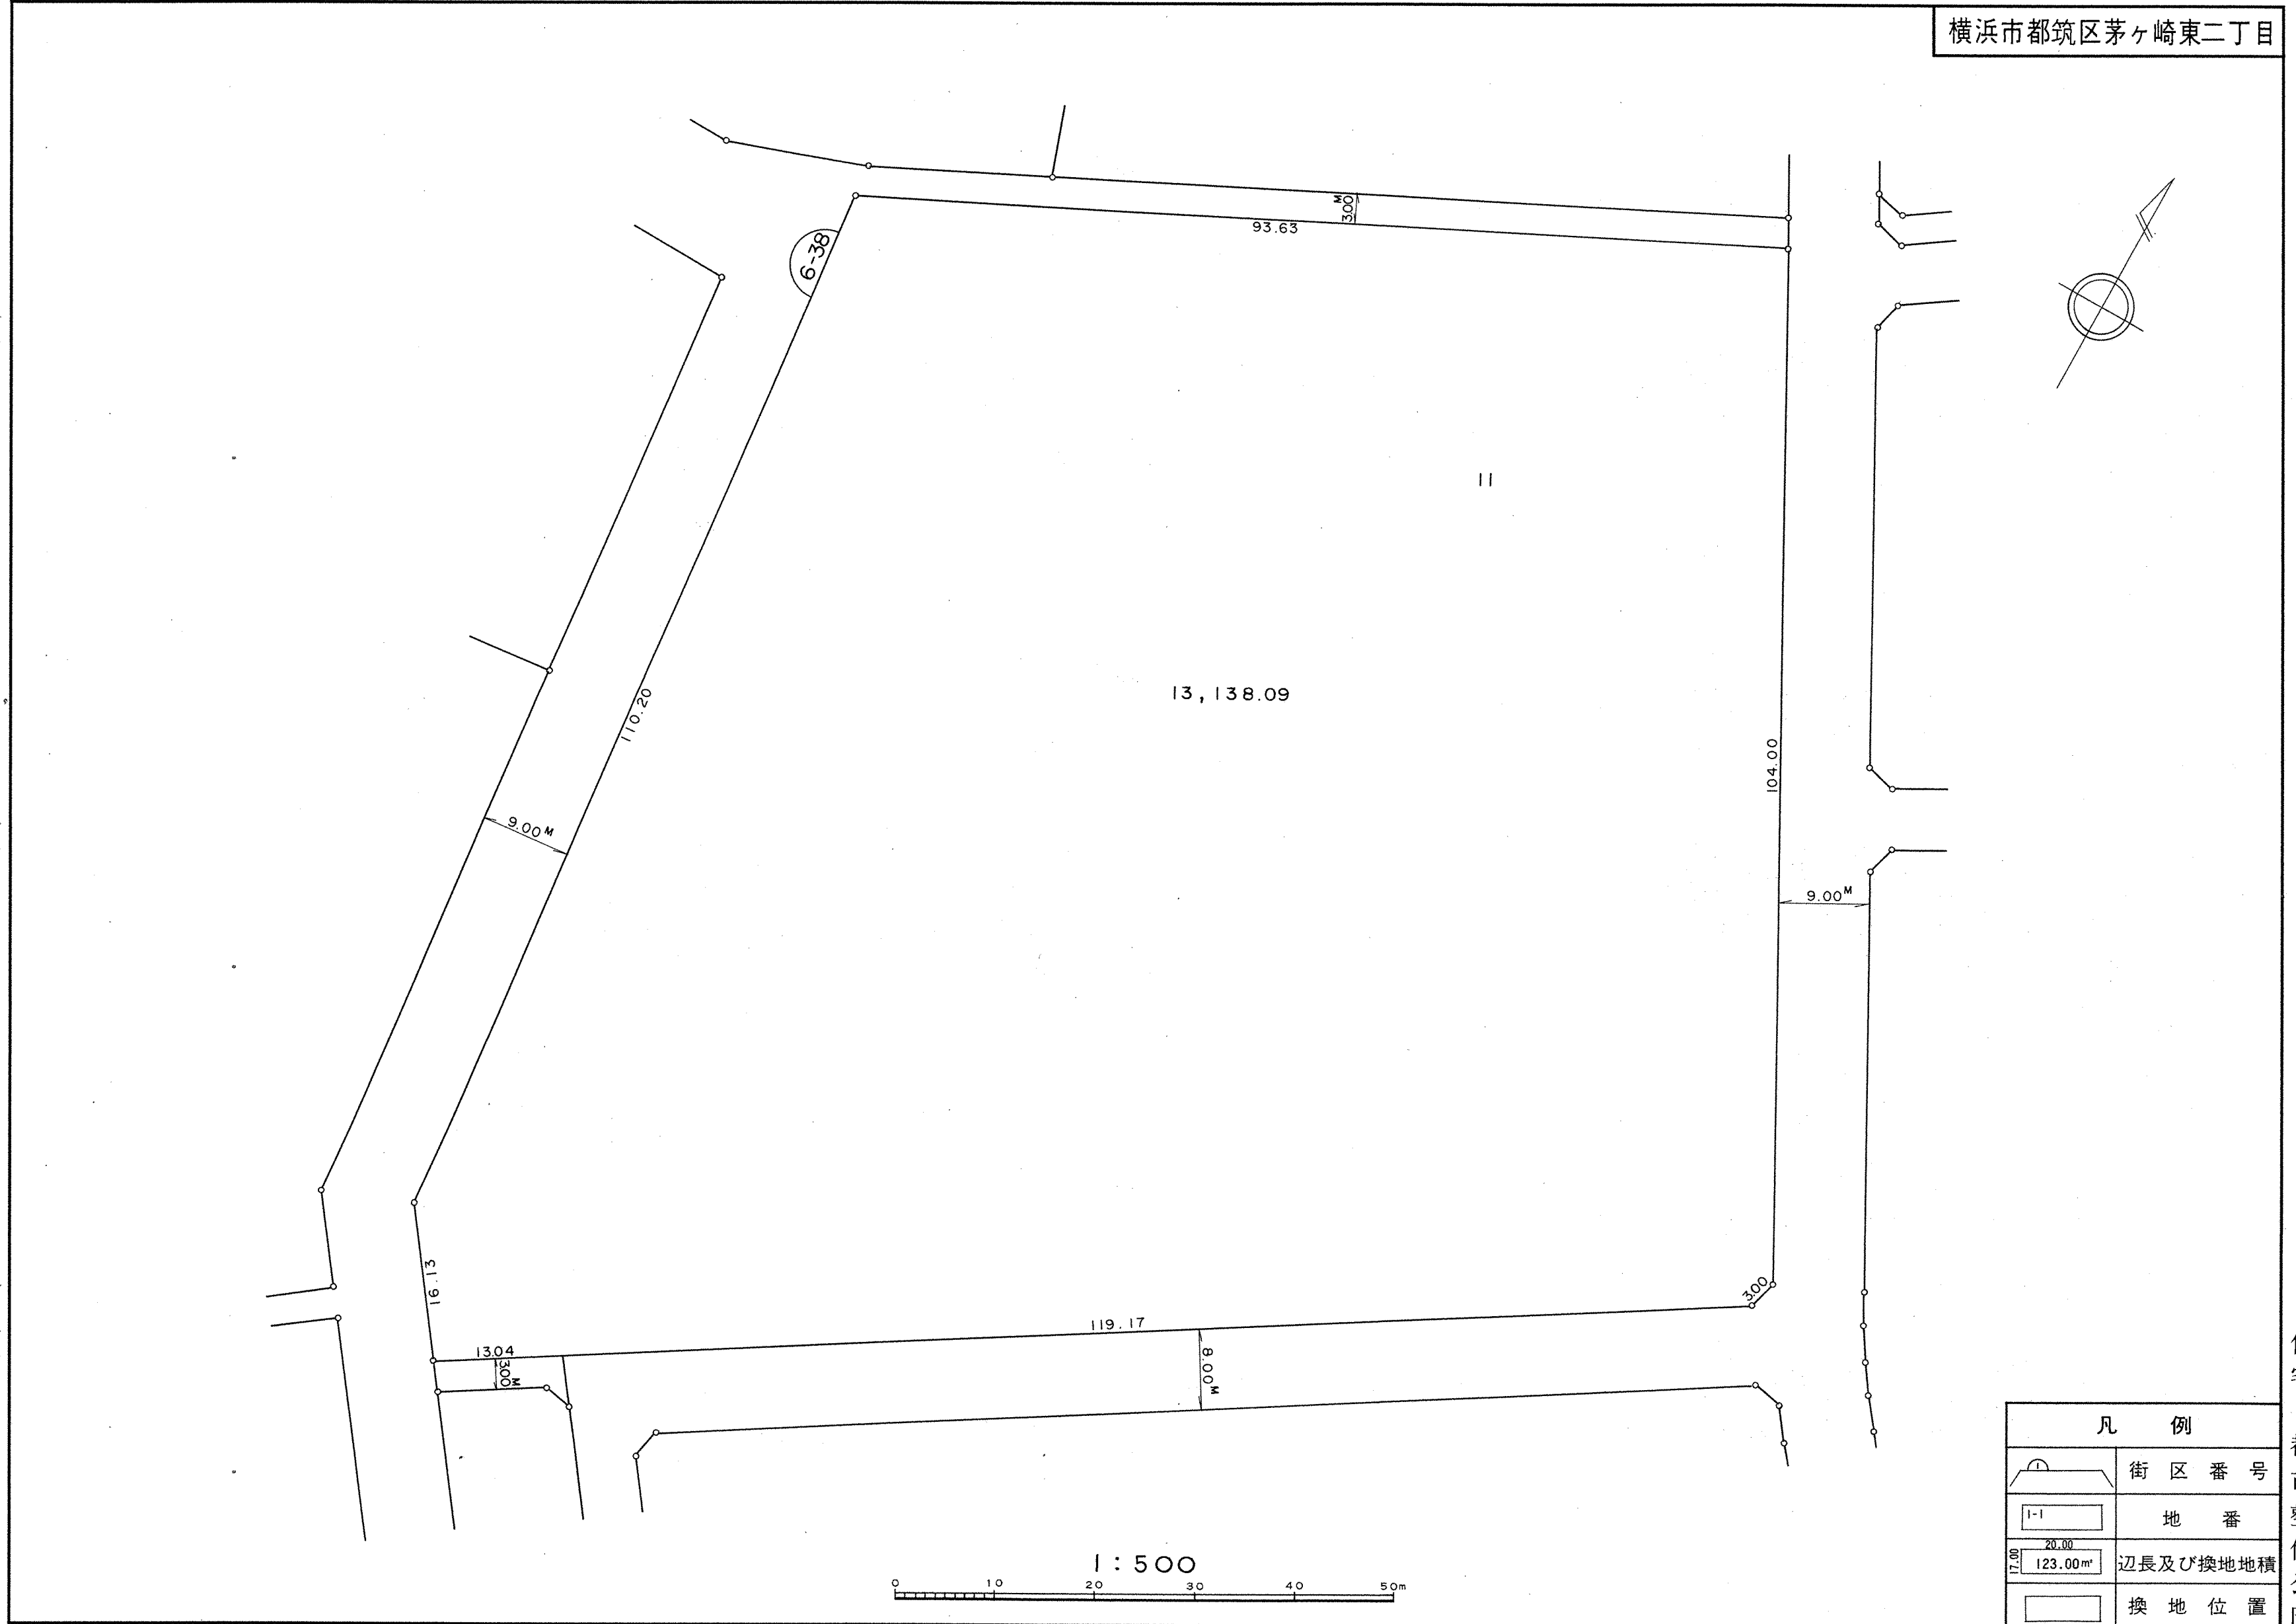 横浜市都筑区茅ヶ崎東二丁目
3.00M
93.63
6-38
11
13,138.09
110.20
104.00
9.00M
9.00M
16.13
3.00
119.17
13.04
3.00M
8.00M
1:500
0 10 20 30 40 50m
凡 例
1 街区番号
1-1 地番
20.00
17.00 123.00㎡ 辺長及び換地地積
換地位置